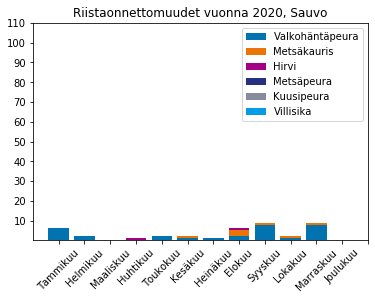 Riistaonnettomuudet vuonna 2020, Sauvo
110
100
90
80
70
60
50
40
30
20
10
Valkohäntäpeura
Metsäkauris
Hirvi
Metsäpeura
Kuusipeura
Villisika
Tammikuu
Helmikuu
Maaliskuu
Huhtikuu
Toukokuu
Kesäkuu
Heinäkuu
Elokuu
Syyskuu
Lokakuu
Marraskuu
Joulukuu